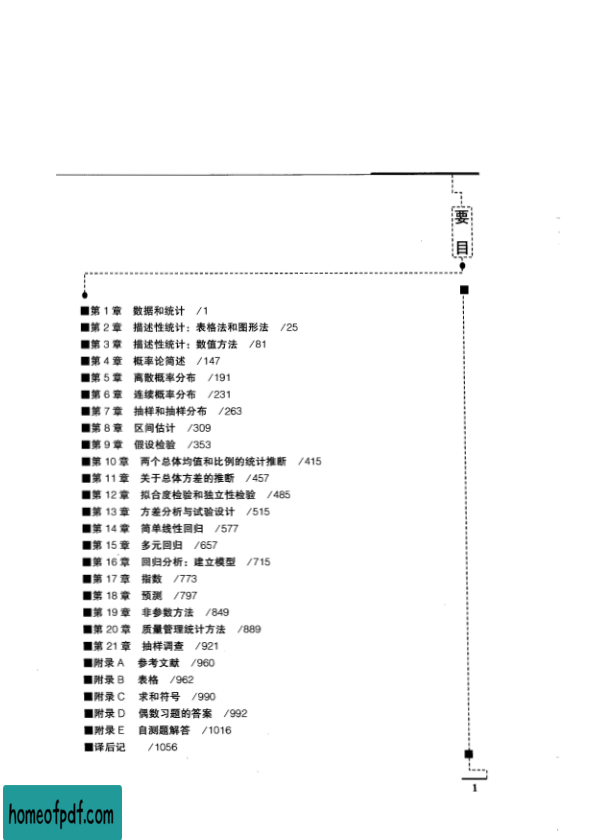 要
目
■第 1 章 数据和统计 /1
■第 2 章 描述性统计：表格法和图形法 /25
■第 3 章 描述性统计：数值方法 /81
■第 4 章 概率论简述 /147
■第 5 章 离散概率分布 /191
■第 6 章 连续概率分布 /231
■第 7 章 抽样和抽样分布 /263
■第 8 章 区间估计 /309
■第 9 章 假设检验 /353
■第 10 章 两个总体均值和比例的统计推断 /415
■第 11 章 关于总体方差的推断 /457
■第 12 章 拟合度检验和独立性检验 /485
■第 13 章 方差分析与试验设计 /515
■第 14 章 简单线性回归 /577
■第 15 章 多元回归 /657
■第 16 章 回归分析：建立模型 /715
■第 17 章 指数 /773
■第 18 章 预测 /797
■第 19 章 非参数方法 /849
■第 20 章 质量管理统计方法 /889
■第 21 章 抽样调查 /921
■附录 A 参考文献 /960
■附录 B 表格 /962
■附录 C 求和符号 /990
■附录 D 偶数习题的答案 /992
■附录 E 自测题解答 /1016
■译后记 /1056
1
homeofpdf.com